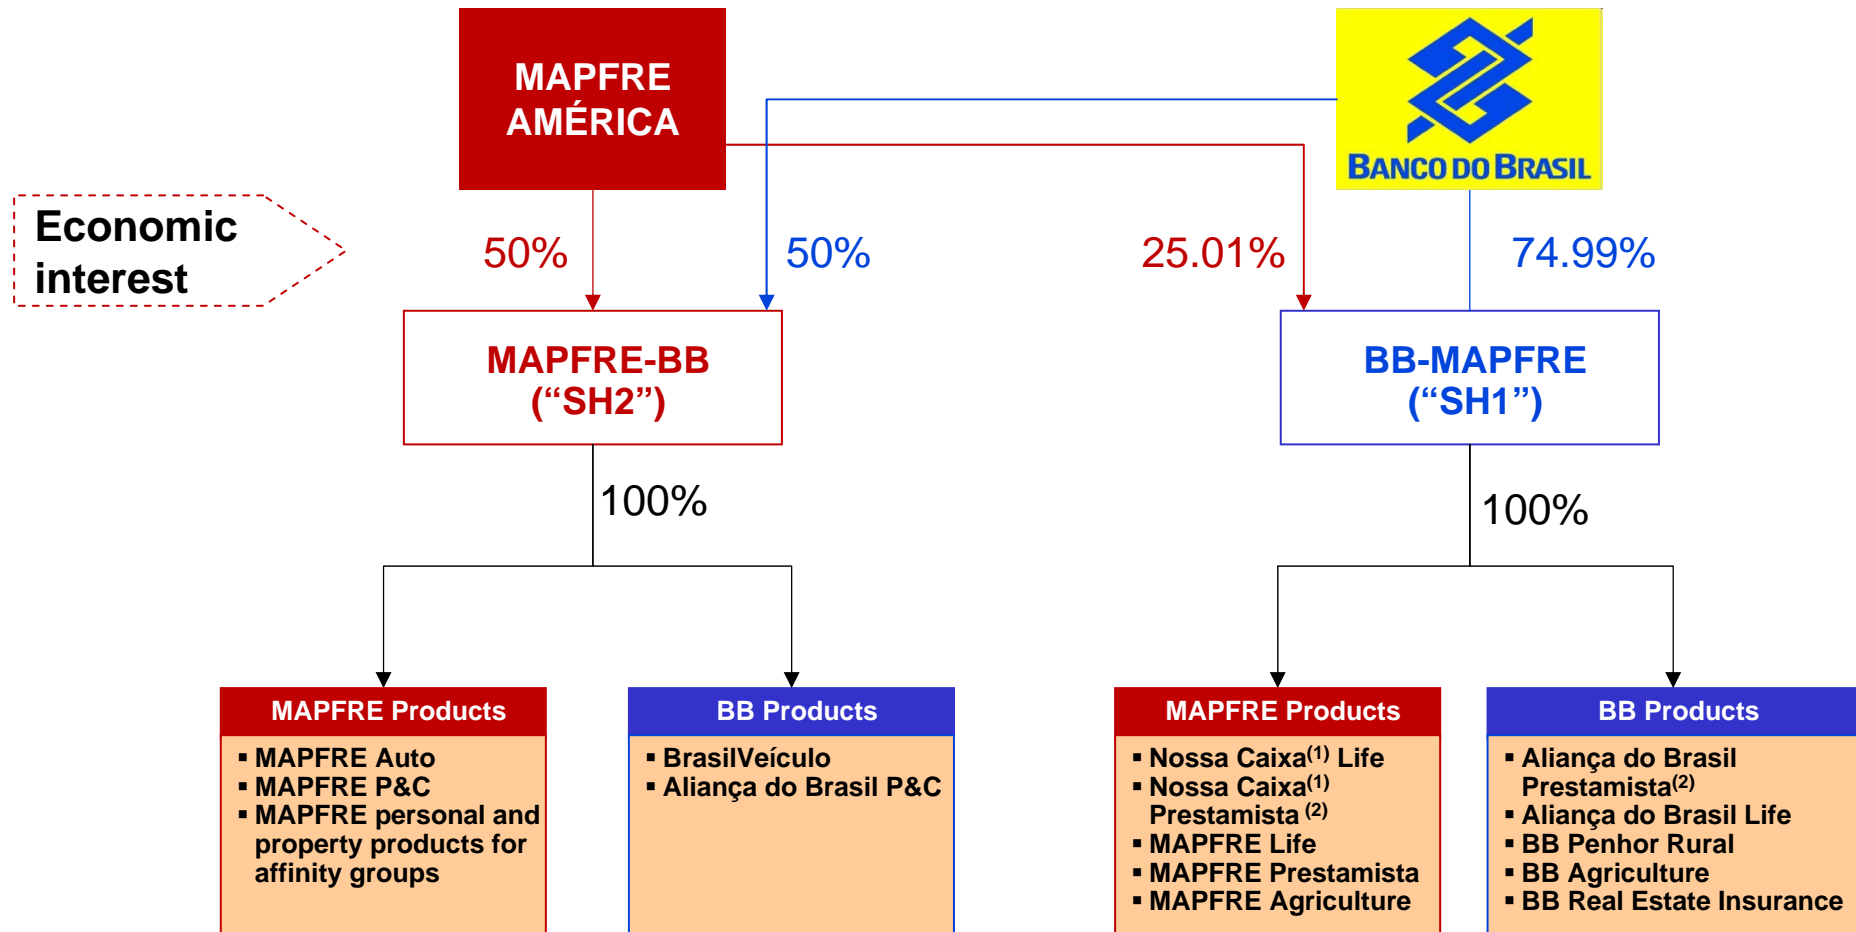 MAPFRE
AMÉRICA
BANCO DO BRASIL
Economic
interest
50%
50%
25.01%
74.99%
MAPFRE-BB
(“SH2”)
BB-MAPFRE
(“SH1”)
100%
100%
MAPFRE Products
▪ MAPFRE Auto
▪ MAPFRE P&C
▪ MAPFRE personal and
property products for
affinity groups
BB Products
▪ BrasilVeículo
▪ Aliança do Brasil P&C
MAPFRE Products
▪ Nossa Caixa(1) Life
▪ Nossa Caixa(1)
Prestamista (2)
▪ MAPFRE Life
▪ MAPFRE Prestamista
▪ MAPFRE Agriculture
BB Products
▪ Aliança do Brasil
Prestamista(2)
▪ Aliança do Brasil Life
▪ BB Penhor Rural
▪ BB Agriculture
▪ BB Real Estate Insurance